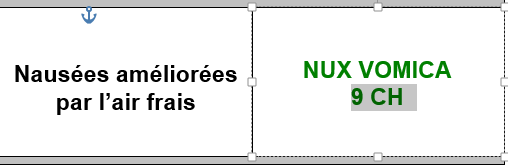 Nausées améliorées
par l’air frais
NUX VOMICA
9 CH